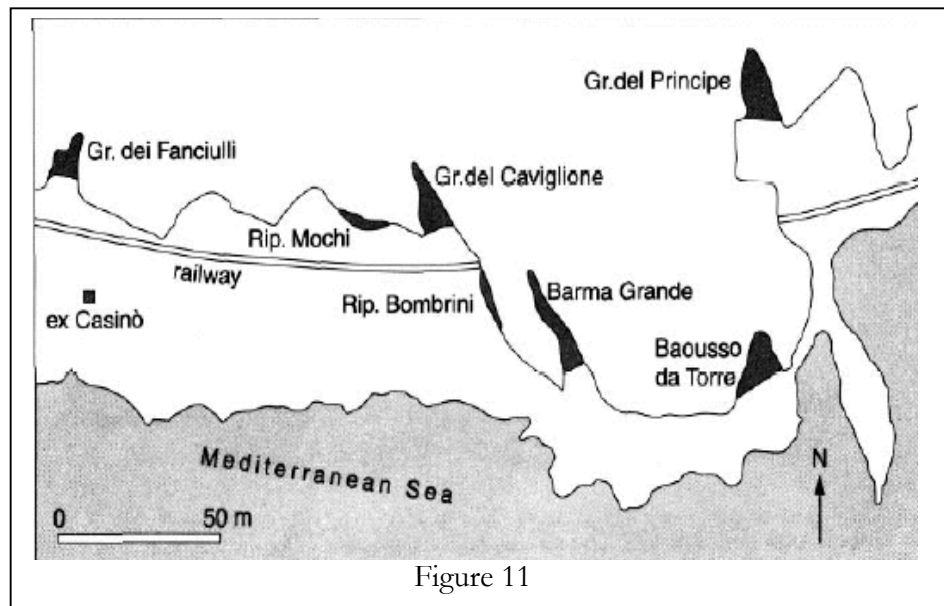 Gr.del Principe
Gr. dei Fanciulli
Gr.del Caviglione
Rip. Mochi
railway
Rip. Bombrini
Barma Grande
ex Casinò
Baousso
da Torre
Mediterranean Sea
N
0 50 m
Figure 11